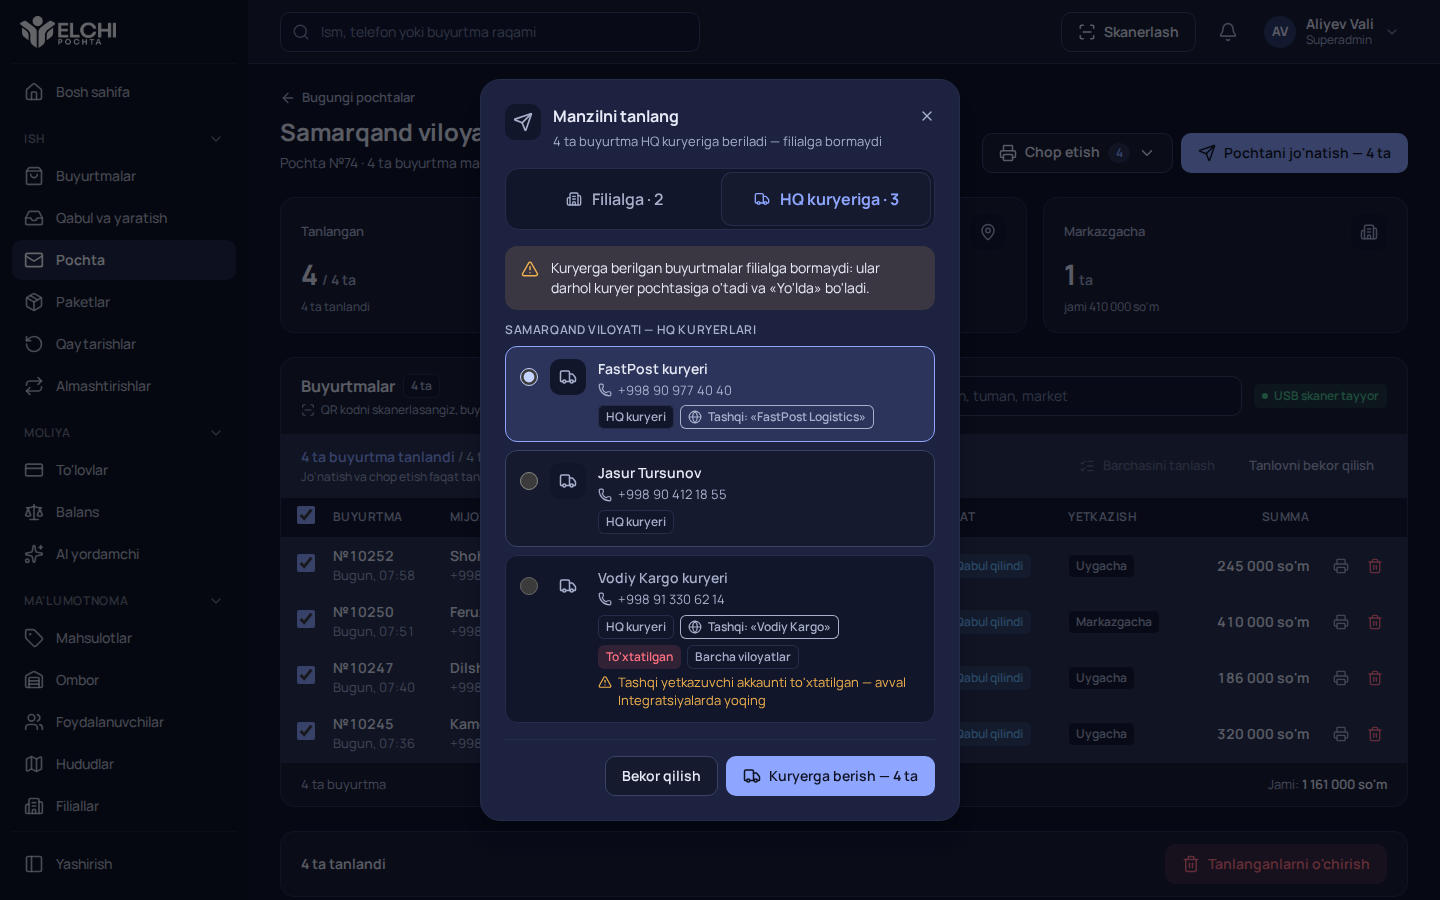 ELCHI
POCHTA
Ism, telefon yoki buyurtma raqami
Skanerlash
AV
Aliyev Vali
Superadmin
Bosh sahifa
ISH
Buyurtmalar
Qabul va yaratish
Pochta
Paketlar
Qaytarishlar
Almashtirishlar
MOLIYA
To'lovlar
Balans
AI yordamchi
MA'LUMOTNOMA
Mahsulotlar
Ombor
Foydalanuvchilar
Hududlar
Filiallar
Yashirish
Bugungi pochtalar
Samarqand viloya
Pochta №74 · 4 ta buyurtma ma
Chop etish 4
Pochtani jo'natish — 4 ta
Tanlangan
4 / 4 ta
4 ta tanlandi
Markazgacha
1 ta
jami 410 000 so'm
Buyurtmalar 4 ta
QR kodni skanerlasangiz, buy
n, tuman, market
USB skaner tayyor
4 ta buyurtma tanlandi / 4 t
Jo'natish va chop etish faqat tan
Barchasini tanlash
Tanlovni bekor qilish
BUYURTMA MIJO AT YETKAZISH SUMMA
№10252 Shoh Qabul qilindi Uygacha 245 000 so'm
Bugun, 07:58 +998
№10250 Feru Qabul qilindi Markazgacha 410 000 so'm
Bugun, 07:51 +998
№10247 Dilsh Qabul qilindi Uygacha 186 000 so'm
Bugun, 07:40 +998
№10245 Kam Qabul qilindi Uygacha 320 000 so'm
Bugun, 07:36 +998
4 ta buyurtma
Jami: 1 161 000 so'm
4 ta tanlandi
Tanlanganlarni o'chirish
Manzilni tanlang
4 ta buyurtma HQ kuryeriga beriladi — filialga bormaydi
Filialga · 2
HQ kuryeriga · 3
Kuryerga berilgan buyurtmalar filialga bormaydi: ular
darhol kuryer pochtasiga o'tadi va «Yo'lda» bo'ladi.
SAMARQAND VILOYATI — HQ KURYERLARI
FastPost kuryeri
+998 90 977 40 40
HQ kuryeri
Tashqi: «FastPost Logistics»
Jasur Tursunov
+998 90 412 18 55
HQ kuryeri
Vodiy Kargo kuryeri
+998 91 330 62 14
HQ kuryeri
Tashqi: «Vodiy Kargo»
To'xtatilgan
Barcha viloyatlar
Tashqi yetkazuvchi akkaunti to'xtatilgan — avval
Integratsiyalarda yoqing
Bekor qilish
Kuryerga berish — 4 ta